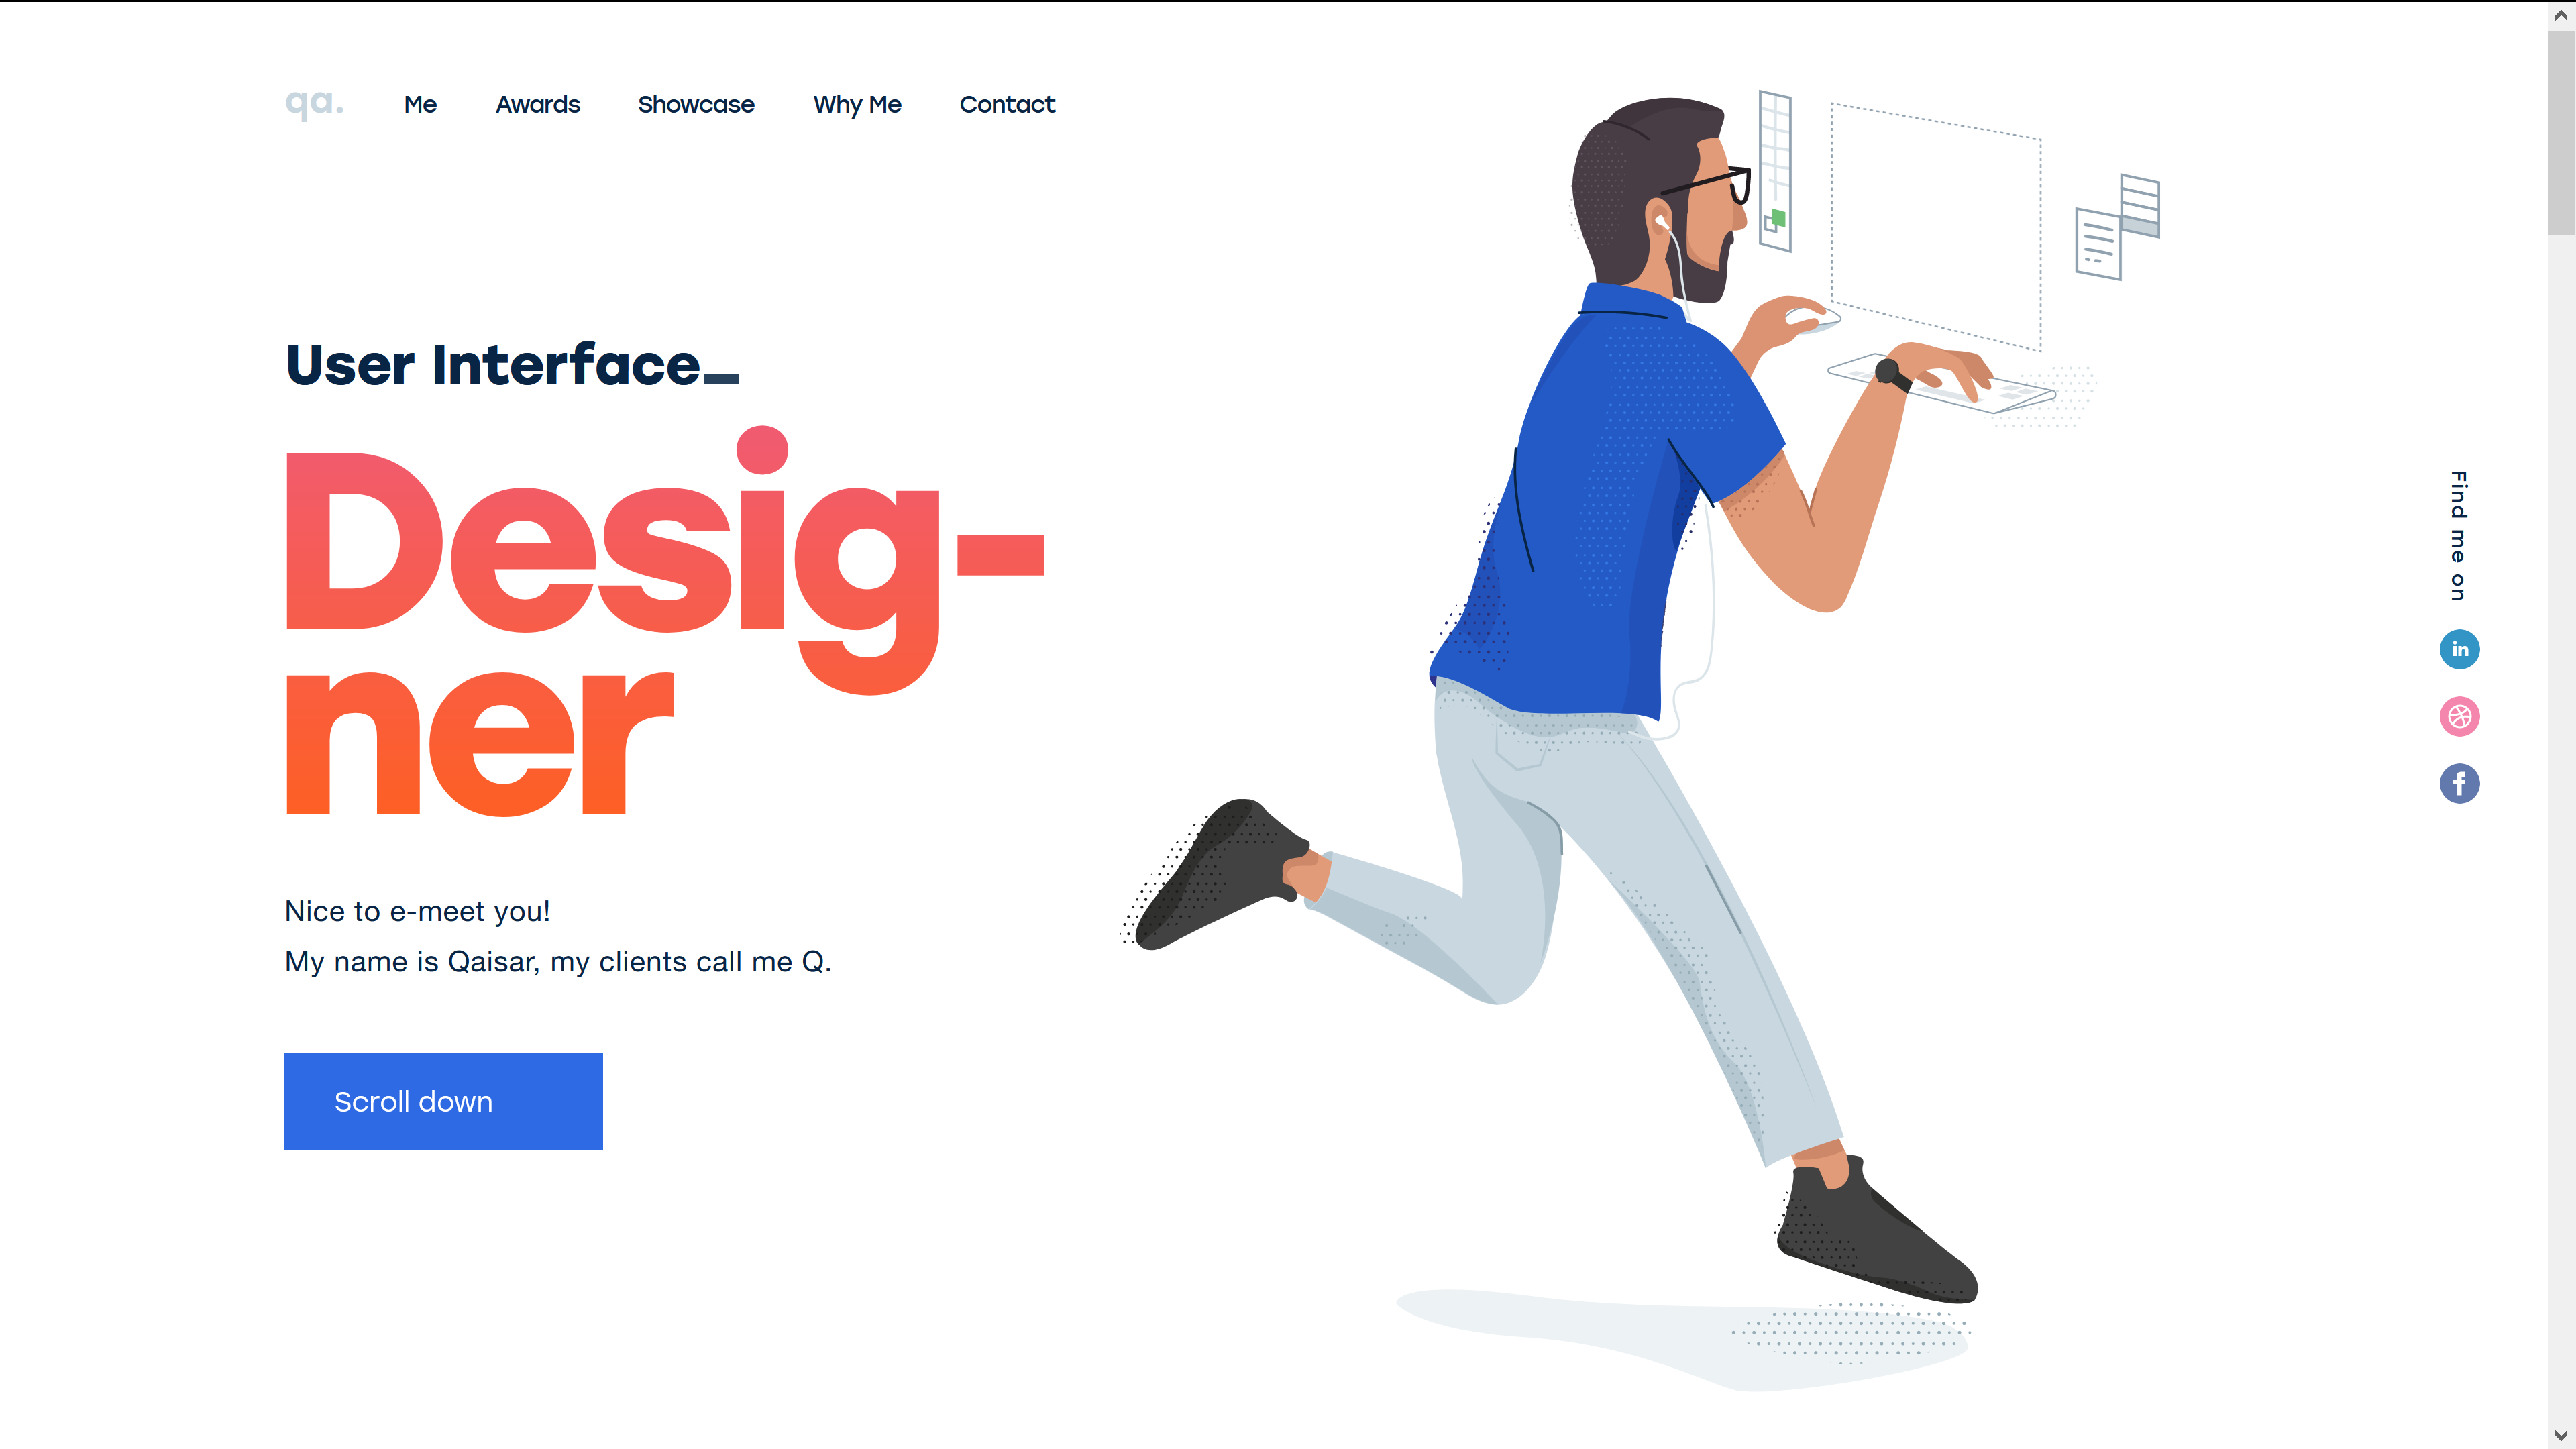 qa.
Me
Awards
Showcase
Why Me
Contact
User Interface_
Desig-
ner
Nice to e-meet you!
My name is Qaisar, my clients call me Q.
Scroll down
Find me on
in
f